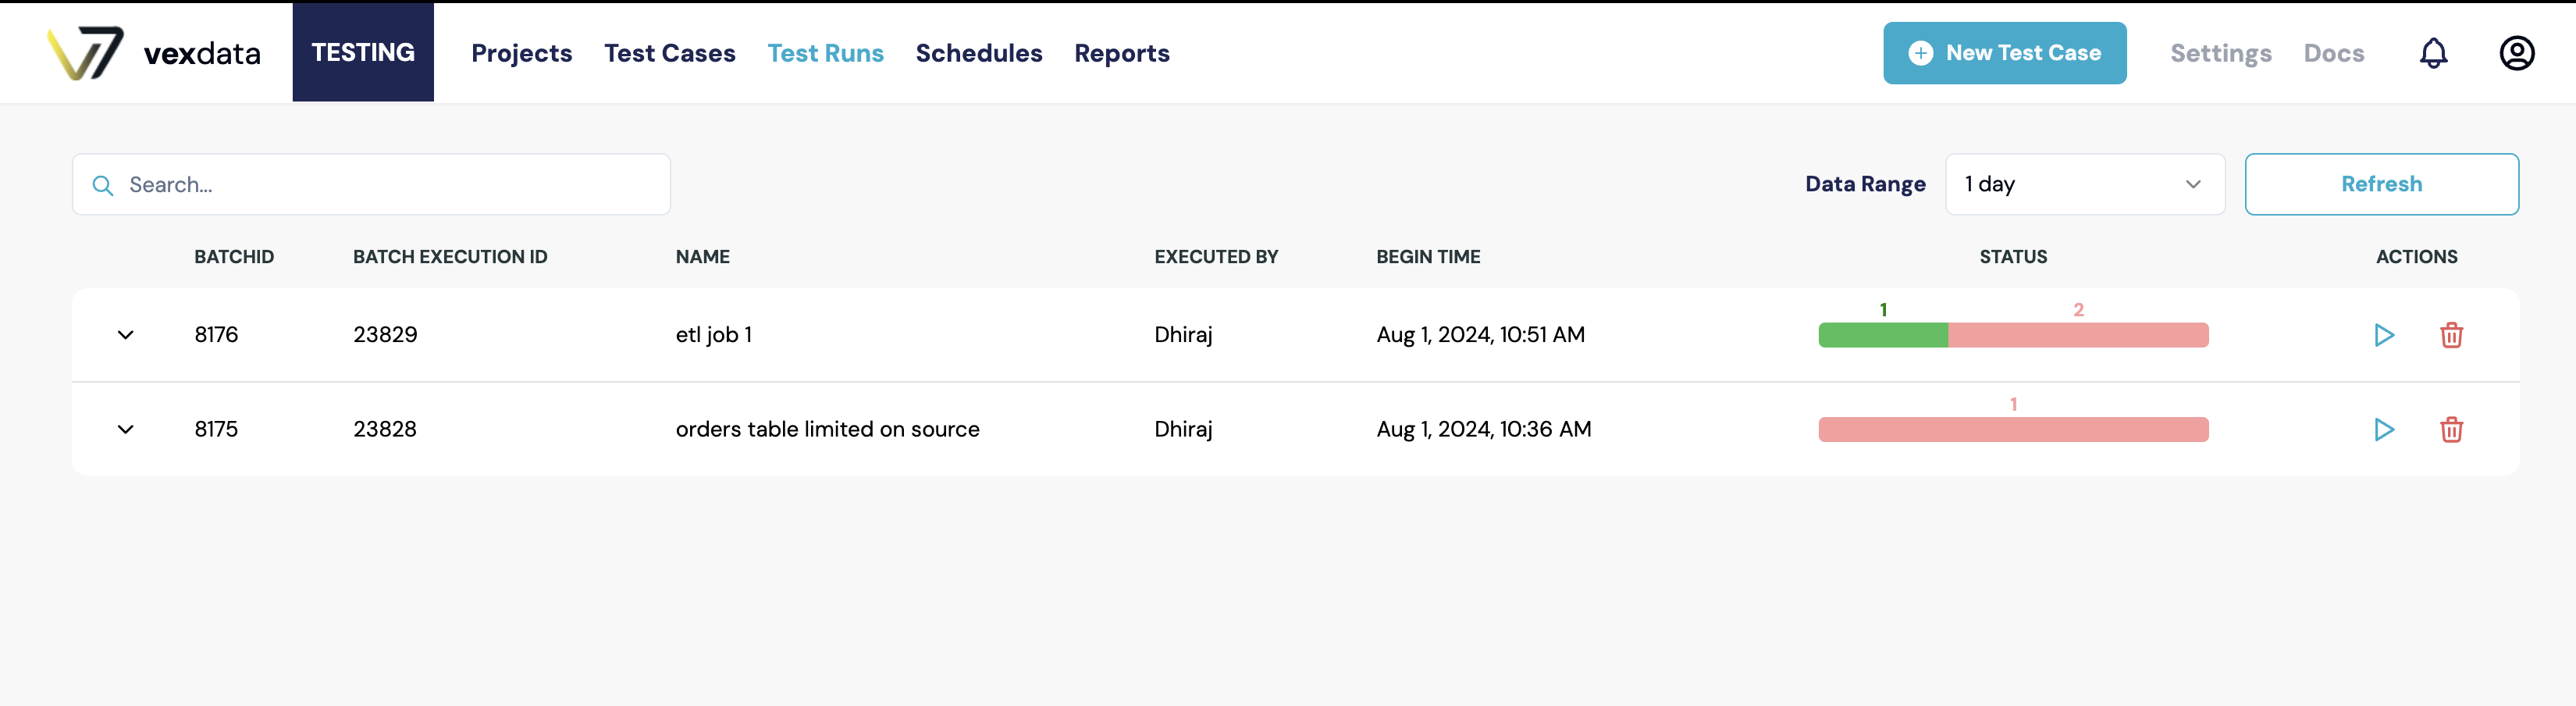 vexdata TESTING Projects Test Cases Test Runs Schedules Reports New Test Case Settings Docs
Search... Data Range 1 day Refresh
BATCHID BATCH EXECUTION ID NAME EXECUTED BY BEGIN TIME STATUS ACTIONS
1 2
8176 23829 etl job 1 Dhiraj Aug 1, 2024, 10:51 AM
1
8175 23828 orders table limited on source Dhiraj Aug 1, 2024, 10:36 AM